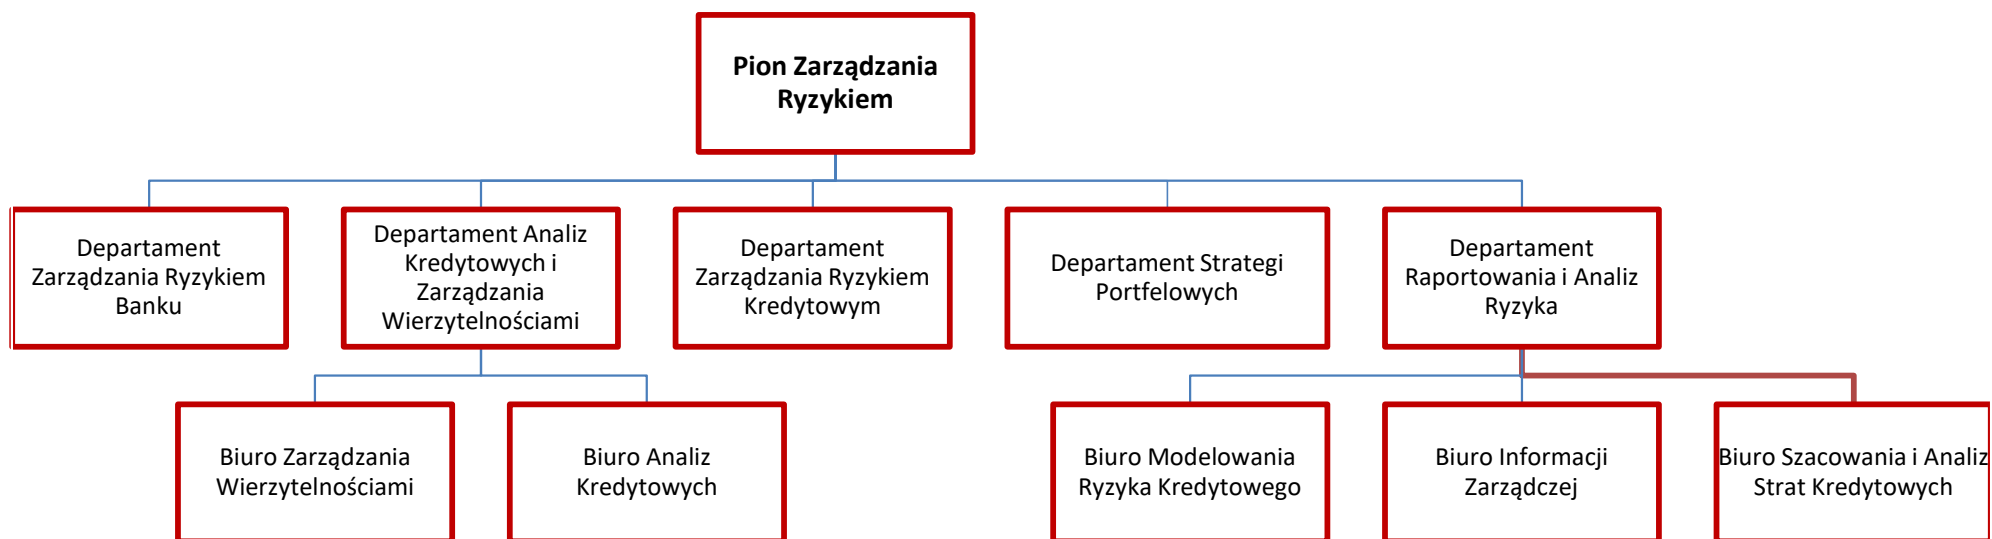 Pion Zarządzania
Ryzykiem
Departament
Zarządzania Ryzykiem
Banku
Departament Analiz
Kredytowych i
Zarządzania
Wierzytelnościami
Departament
Zarządzania Ryzykiem
Kredytowym
Departament Strategi
Portfelowych
Departament
Raportowania i Analiz
Ryzyka
Biuro Zarządzania
Wierzytelnościami
Biuro Analiz
Kredytowych
Biuro Modelowania
Ryzyka Kredytowego
Biuro Informacji
Zarządczej
Biuro Szacowania i Analiz
Strat Kredytowych